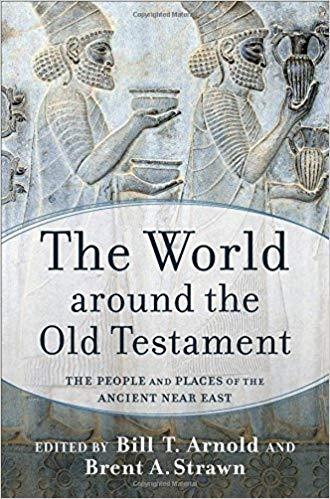 The World
around the
Old Testament
THE PEOPLE AND PLACES OF THE
ANCIENT NEAR EAST
EDITED BY Bill T. Arnold AND
Brent A. Strawn